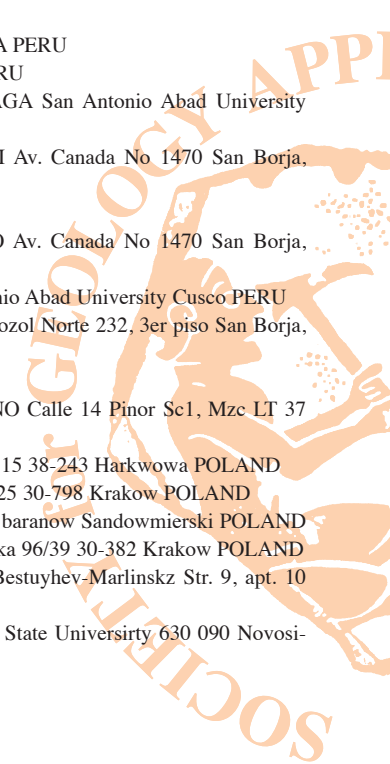 A PERU
RU
AGA San Antonio Abad University
Av. Canada No 1470 San Borja,
Av. Canada No 1470 San Borja,
nio Abad University Cusco PERU
ozol Norte 232, 3er piso San Borja,
NO Calle 14 Pinor Sc1, Mzc LT 37
15 38-243 Harkwowa POLAND
25 30-798 Krakow POLAND
baranow Sandowmierski POLAND
ka 96/39 30-382 Krakow POLAND
Bestuyhev-Marlinskz Str. 9, apt. 10
State Universirty 630 090 Novosi-
SOCIETY for GEOLOGY APPL